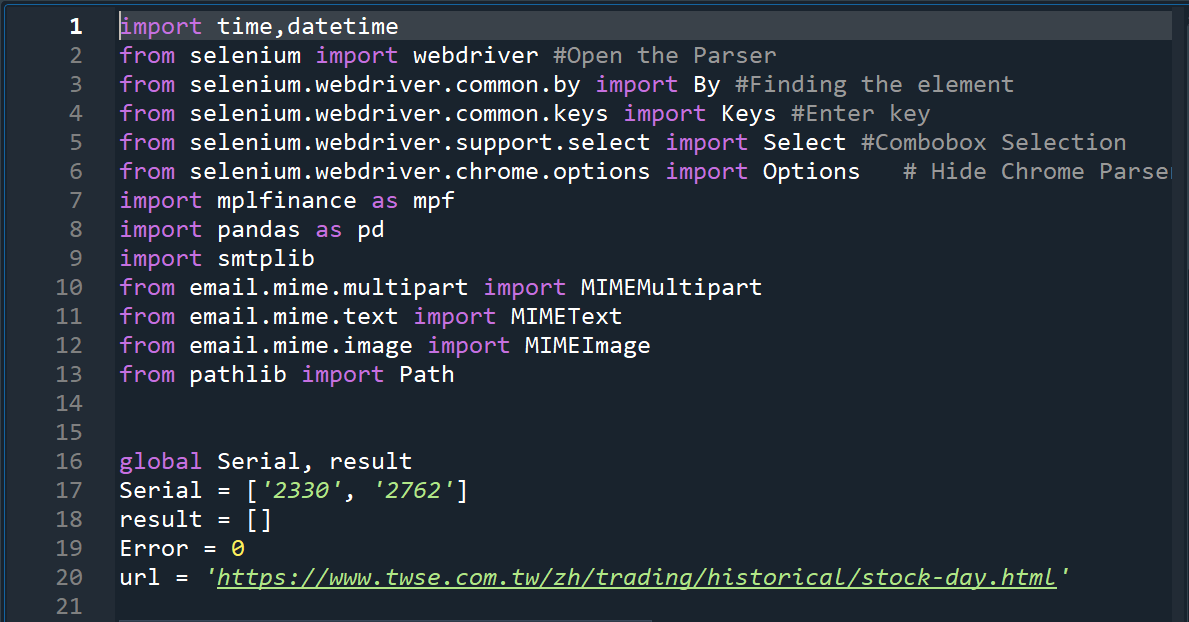 1 import time,datetime
2 from selenium import webdriver #Open the Parser
3 from selenium.webdriver.common.by import By #Finding the element
4 from selenium.webdriver.common.keys import Keys #Enter key
5 from selenium.webdriver.support.select import Select #Combobox Selection
6 from selenium.webdriver.chrome.options import Options   # Hide Chrome Parser
7 import mplfinance as mpf
8 import pandas as pd
9 import smtplib
10 from email.mime.multipart import MIMEMultipart
11 from email.mime.text import MIMEText
12 from email.mime.image import MIMEImage
13 from pathlib import Path
14
15
16 global Serial, result
17 Serial = ['2330', '2762']
18 result = []
19 Error = 0
20 url = 'https://www.twse.com.tw/zh/trading/historical/stock-day.html'
21